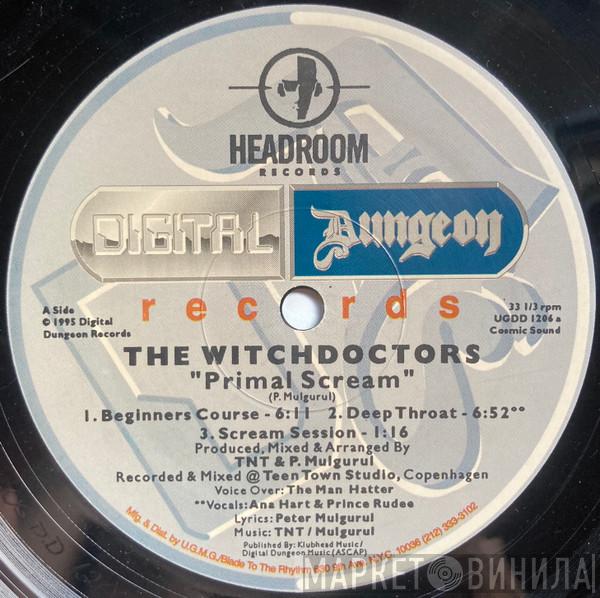 HEADROOM
RECORDS
DIGITAL Dungeon
records
A Side
© 1995 Digital
Dungeon Records
33 1/3 rpm
UGDD 1206 a
Cosmic Sound
THE WITCHDOCTORS
"Primal Scream"
(P. Mulgurul)
1. Beginners Course - 6:11 2. Deep Throat - 6:52**
3. Scream Session - 1:16
Produced, Mixed & Arranged By
TNT & P. Mulgurul
Recorded & Mixed @ Teen Town Studio, Copenhagen
Voice Over: The Man Hatter
**Vocals: Ana Hart & Prince Rudee
Lyrics: Peter Mulgurul
Music: TNT / Mulgurul
Published By: Klubhead Music/
Digital Dungeon Music (ASCAP)
Mfg. & Dist. by U.G.M.G./Blade To The Rhythm 630 9th Ave. N.Y.C. 10036 (212) 333-3102
МАРКЕТ ВИНИЛА